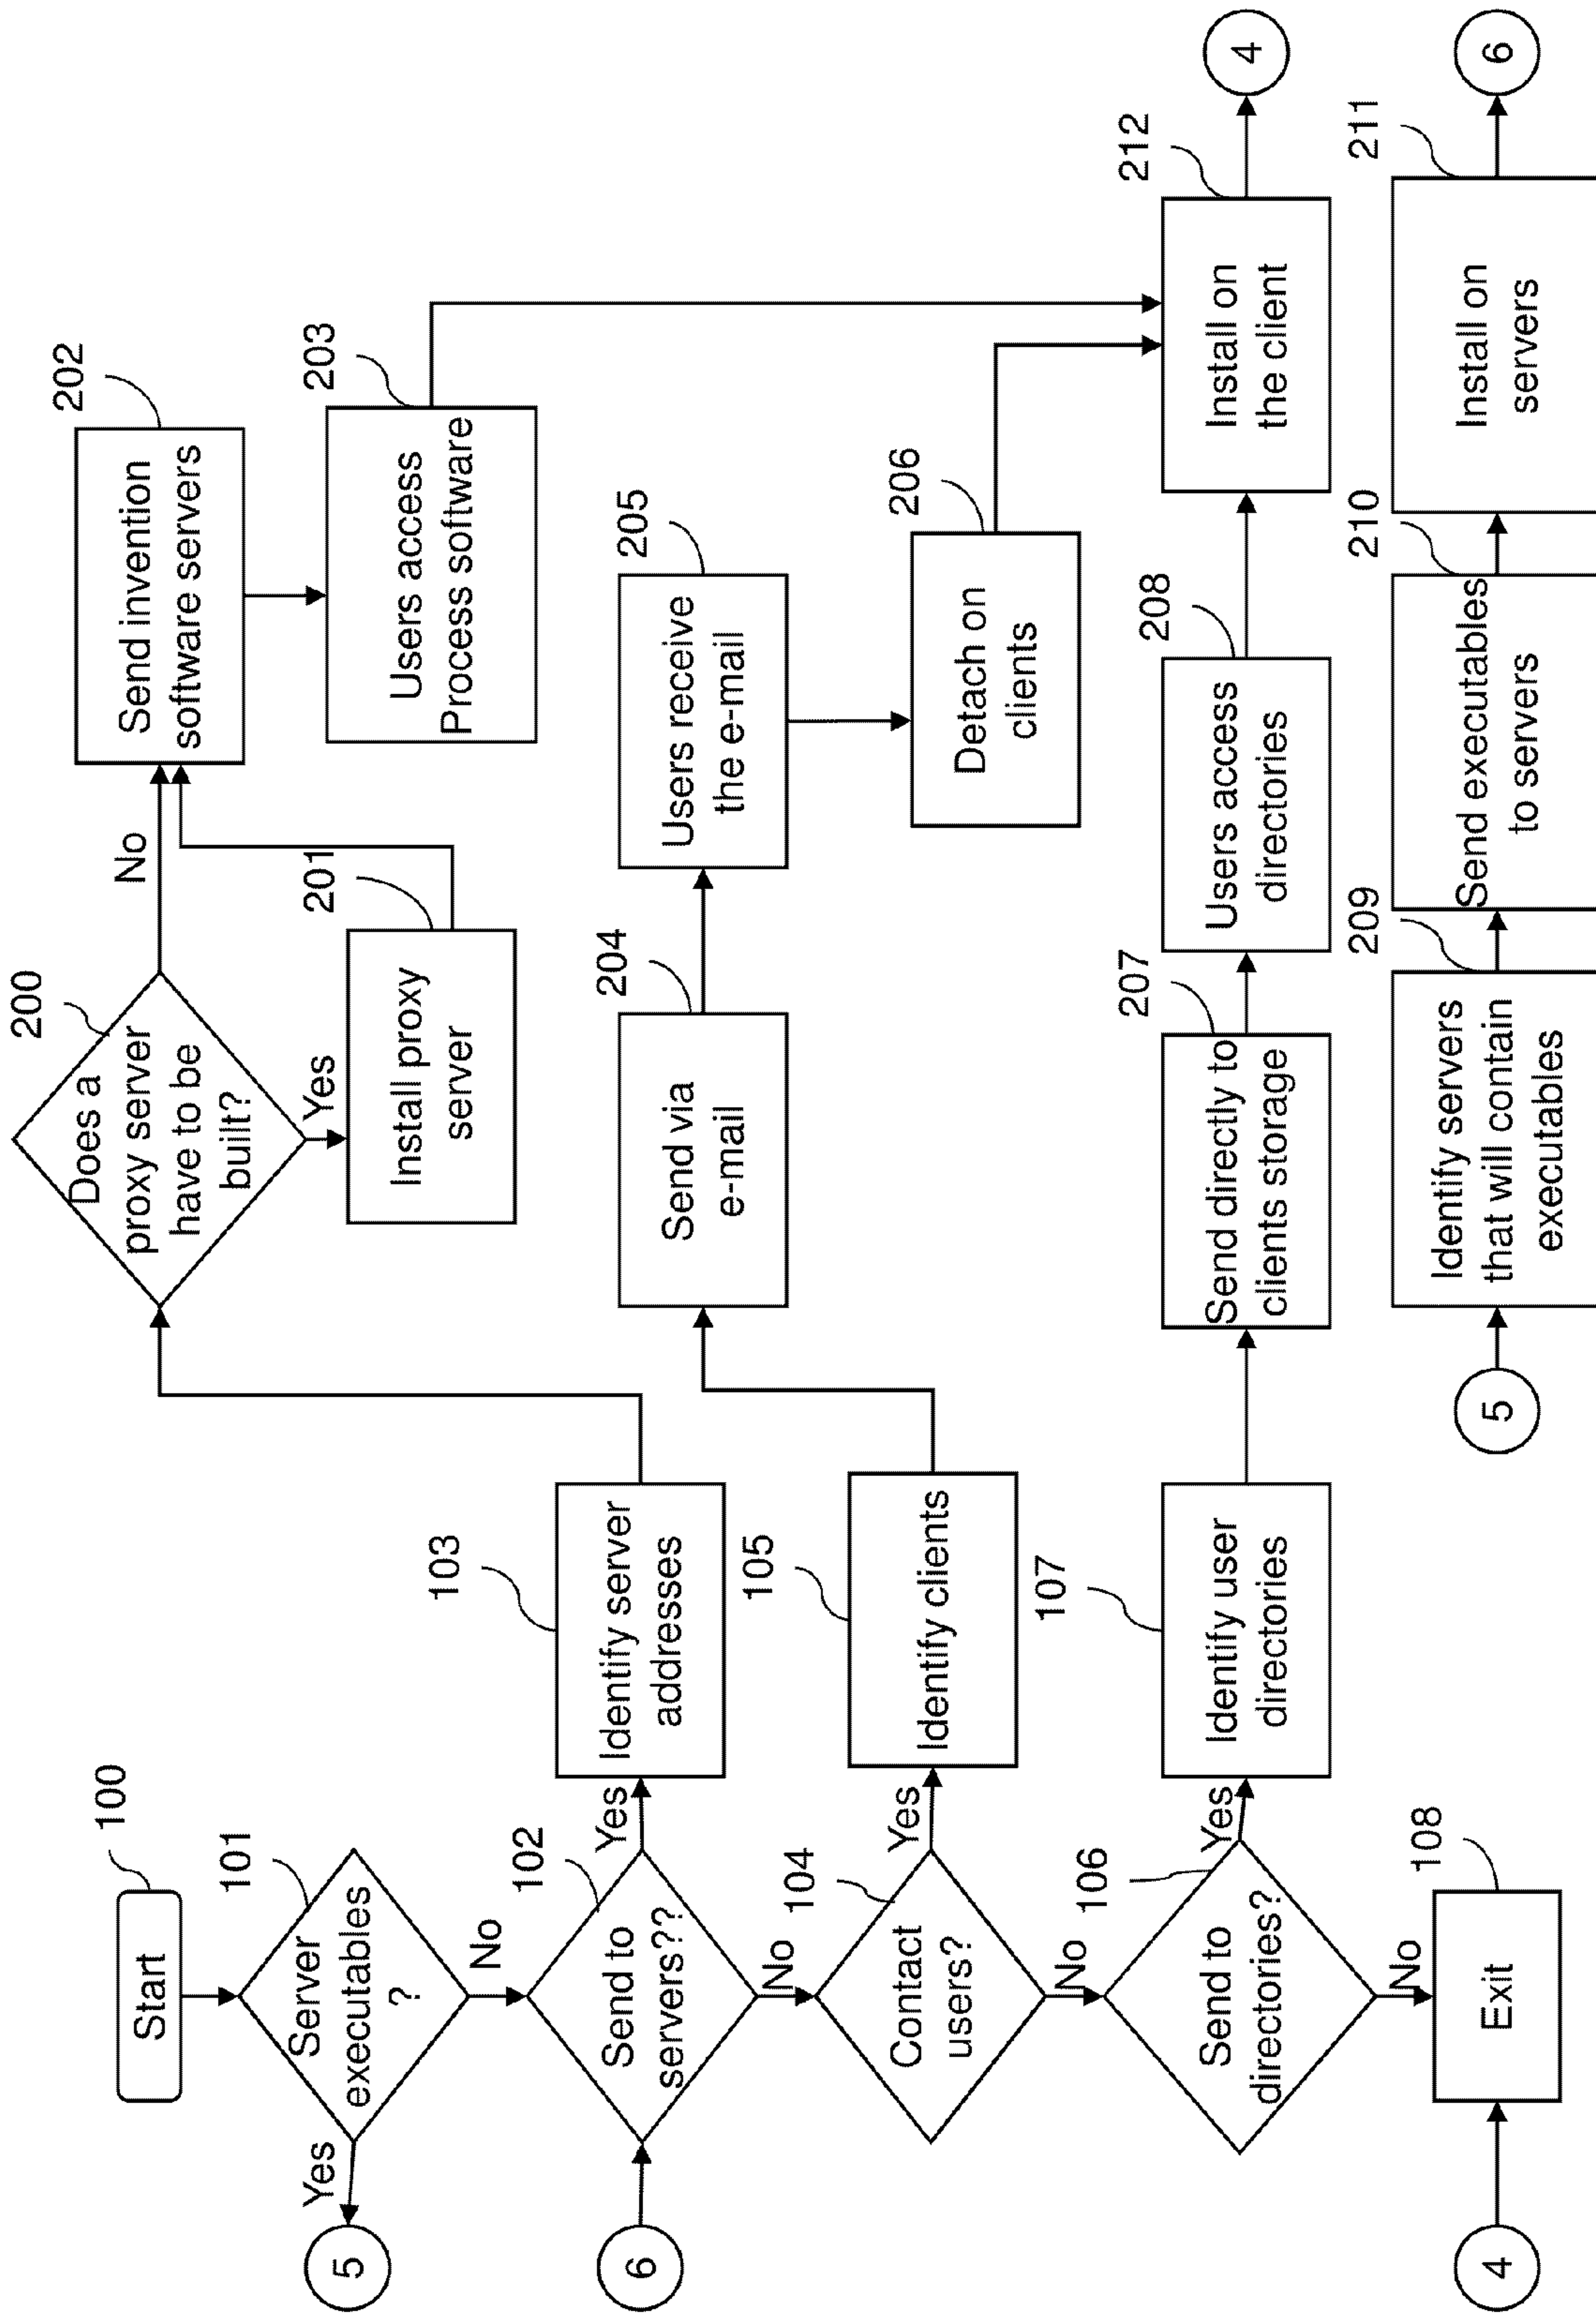 100
Start
101
Server
executables
?
Yes
No
5
102
Send to
servers??
Yes
No
6
103
Identify server
addresses
104
Contact
users?
Yes
No
105
Identify clients
106
Send to
directories?
Yes
No
107
Identify user
directories
108
Exit
4
200
Does a
proxy server
have to be
built?
No
Yes
201
Install proxy
server
202
Send invention
software servers
203
Users access
Process software
204
Send via
e-mail
205
Users receive
the e-mail
206
Detach on
clients
207
Send directly to
clients storage
208
Users access
directories
212
Install on
the client
4
5
209
Identify servers
that will contain
executables
210
Send executables
to servers
211
Install on
servers
6